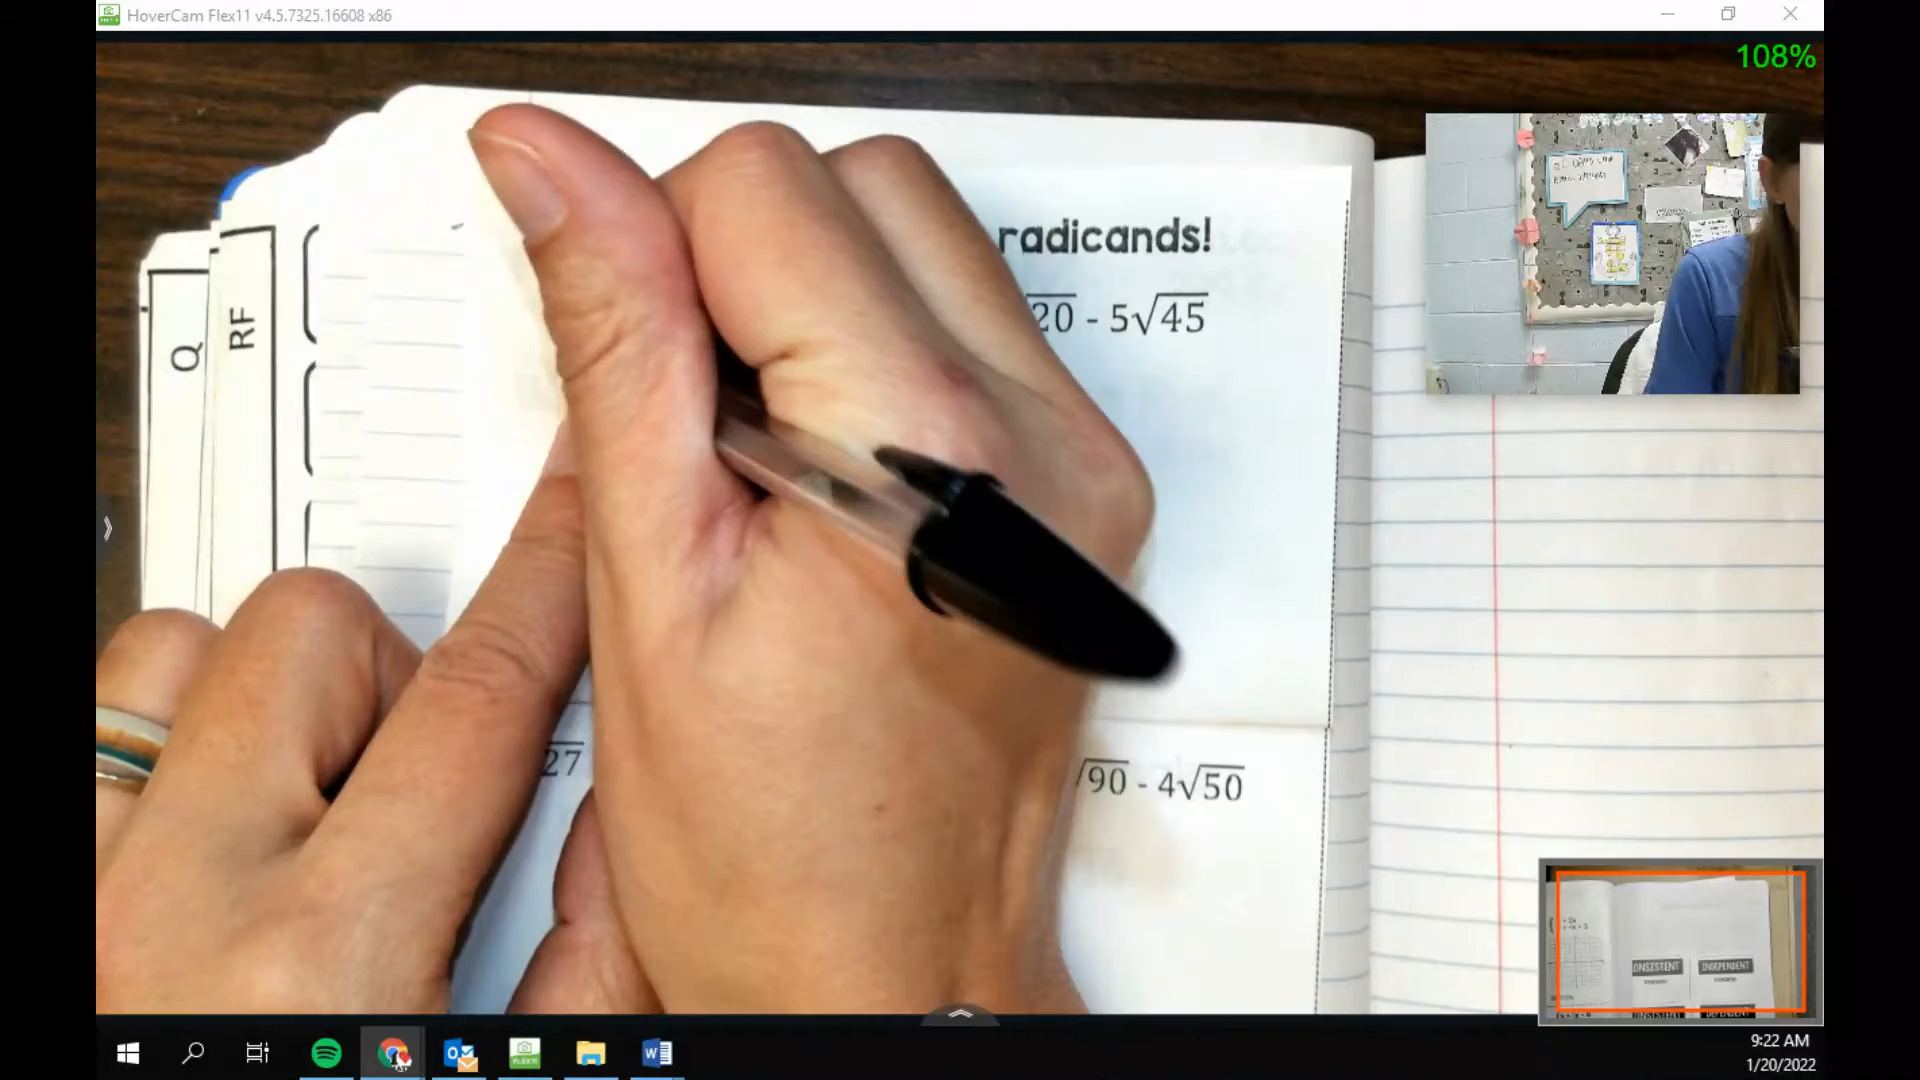 HoverCam Flex11 v4.5.7325.16608 x86
108%
radicands!
20 - 5√45
Q
RF
27
√90 - 4√50
ONSISTENT
INDEPENDENT
9:22 AM
1/20/2022